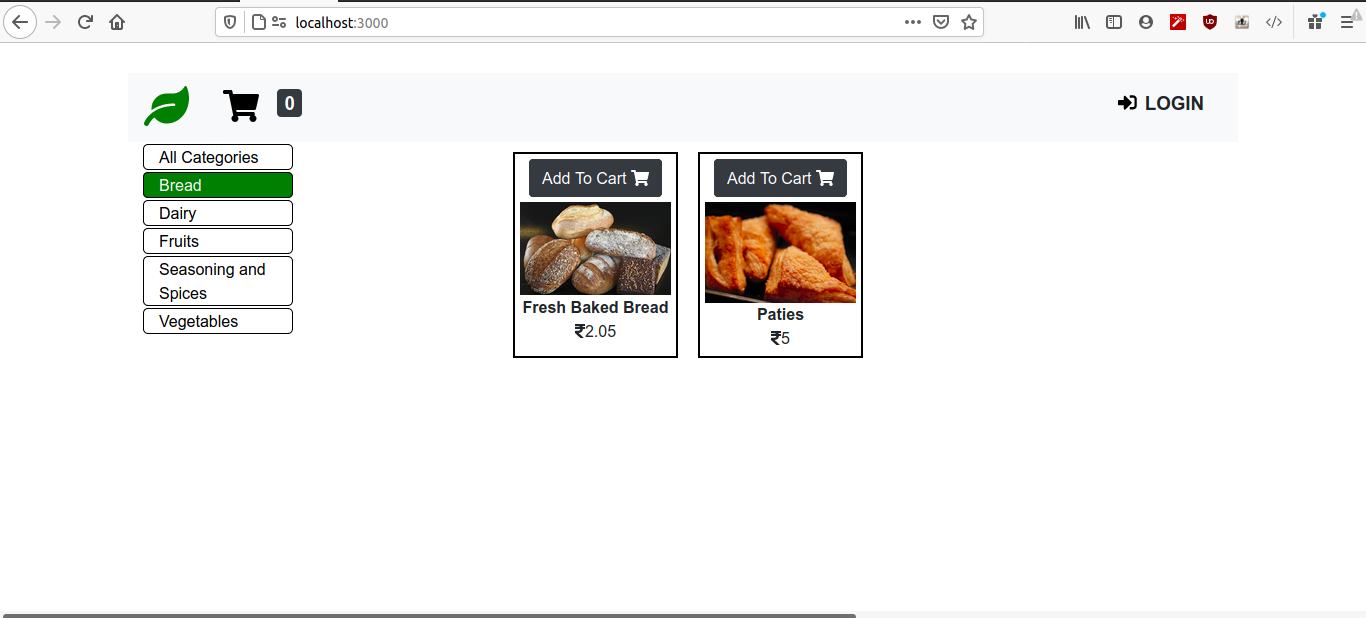 localhost:3000
0
LOGIN
All Categories
Bread
Dairy
Fruits
Seasoning and
Spices
Vegetables
Add To Cart
Fresh Baked Bread
₹2.05
Add To Cart
Paties
₹5